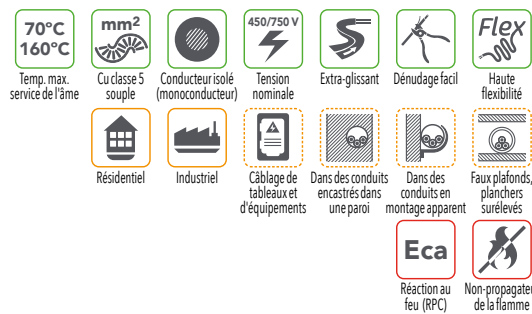 70°C
160°C
mm²
450/750 V
Flex
Temp. max.
service de l'âme
Cu classe 5
souple
Conducteur isolé
(monoconducteur)
Tension
nominale
Extra-glissant
Dénudage facil
Haute
flexibilité
Résidentiel
Industriel
Câblage de
tableaux et
d'équipements
Dans des conduits
encastrés dans
une paroi
Dans des
conduits en
montage apparent
Faux plafonds,
planchers
surélevés
Eca
Réaction au
feu (RPC)
Non-propagateu
de la flamme